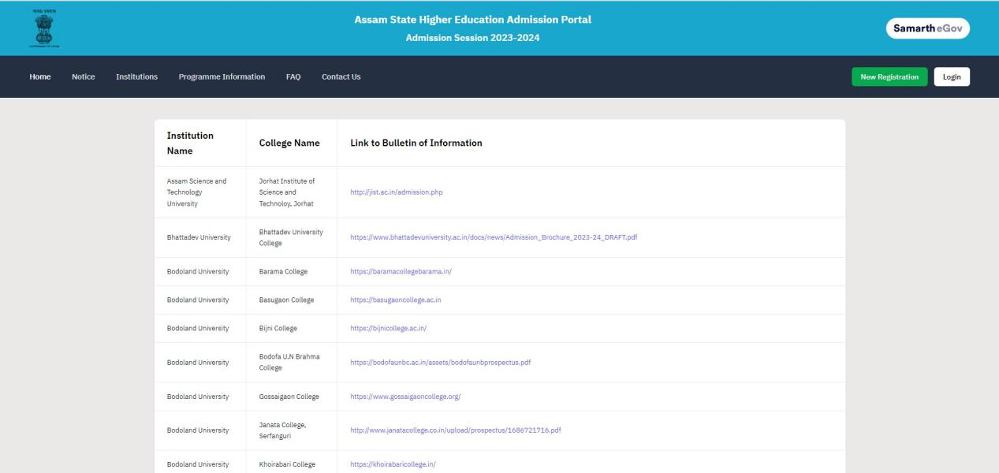 Assam State Higher Education Admission Portal
Admission Session 2023-2024
Samarth eGov
Home Notice Institutions Programme Information FAQ Contact Us New Registration Login
Institution
Name
College Name
Link to Bulletin of Information
Assam Science and
Technology
University
Jorhat Institute of
Science and
Technoloy, Jorhat
http://jist.ac.in/admission.php
Bhattadev University
Bhattadev University
College
https://www.bhattadevuniversity.ac.in/docs/news/Admission_Brochure_2023-24_DRAFT.pdf
Bodoland University
Barama College
https://baramacollegebarama.in/
Bodoland University
Basugaon College
https://basugaoncollege.ac.in
Bodoland University
Bijni College
https://bijnicollege.ac.in/
Bodoland University
Bodofa U.N Brahma
College
https://bodofaunbc.ac.in/assets/bodofaunbprospectus.pdf
Bodoland University
Gossaigaon College
https://www.gossaigaoncollege.org/
Bodoland University
Janata College,
Serfanguri
http://www.janatacollege.co.in/upload/prospectus/1686721716.pdf
Bodoland University
Khoirabari College
https://khoirabaricollege.in/